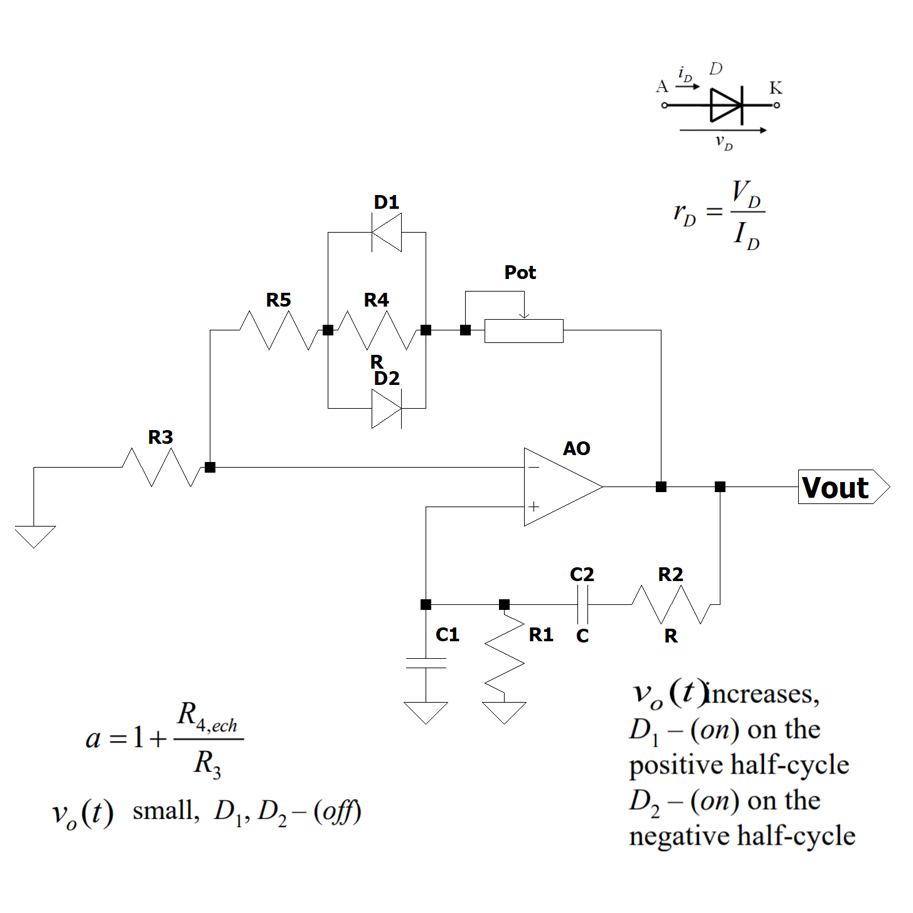 i_D D
A K
v_D
r_D = V_D / I_D
D1
Pot
R5 R4
R
D2
R3
AO
−
+
Vout
C2 R2
C1 R1 C R
a = 1 + R_{4,ech} / R_3
v_o(t) small, D_1, D_2 – (off)
v_o(t) increases,
D_1 – (on) on the
positive half-cycle
D_2 – (on) on the
negative half-cycle